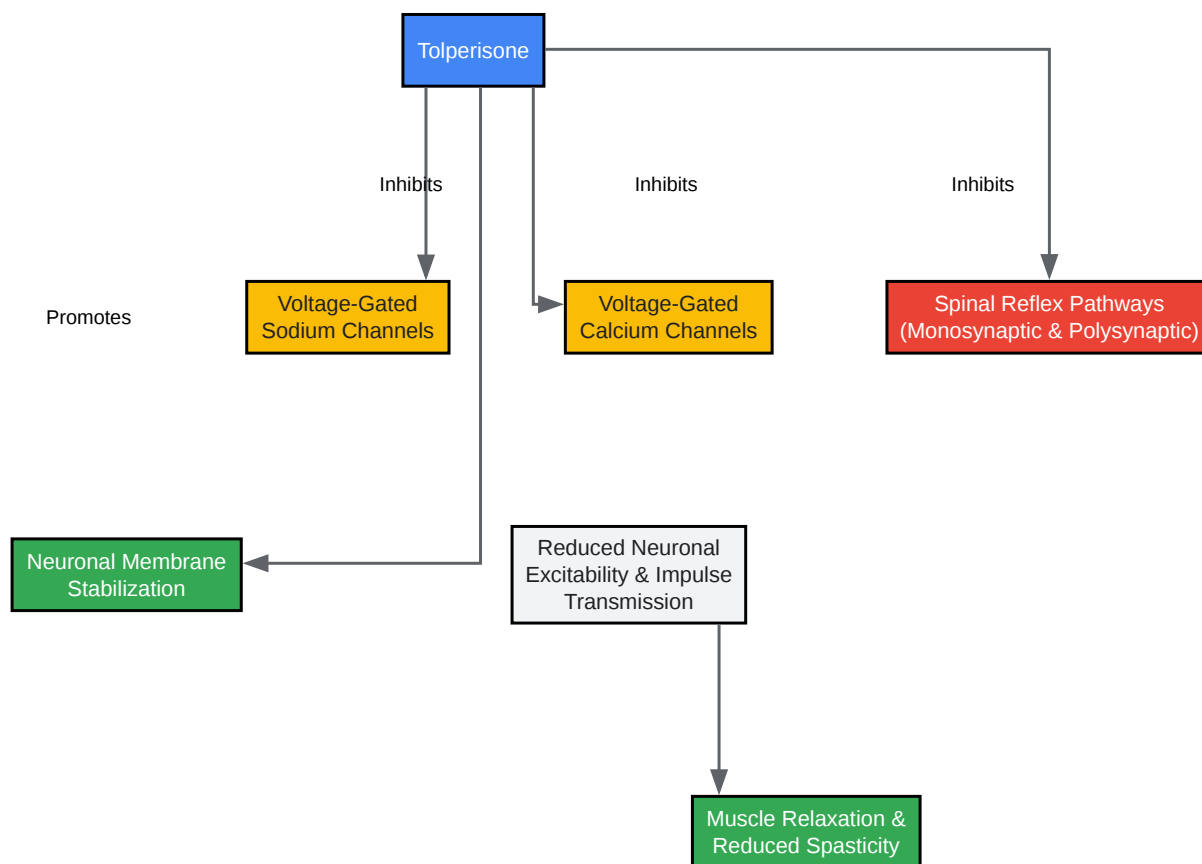 Tolperisone
Inhibits
Inhibits
Inhibits
Promotes
Voltage-Gated
Sodium Channels
Voltage-Gated
Calcium Channels
Spinal Reflex Pathways
(Monosynaptic & Polysynaptic)
Neuronal Membrane
Stabilization
Reduced Neuronal
Excitability & Impulse
Transmission
Muscle Relaxation &
Reduced Spasticity